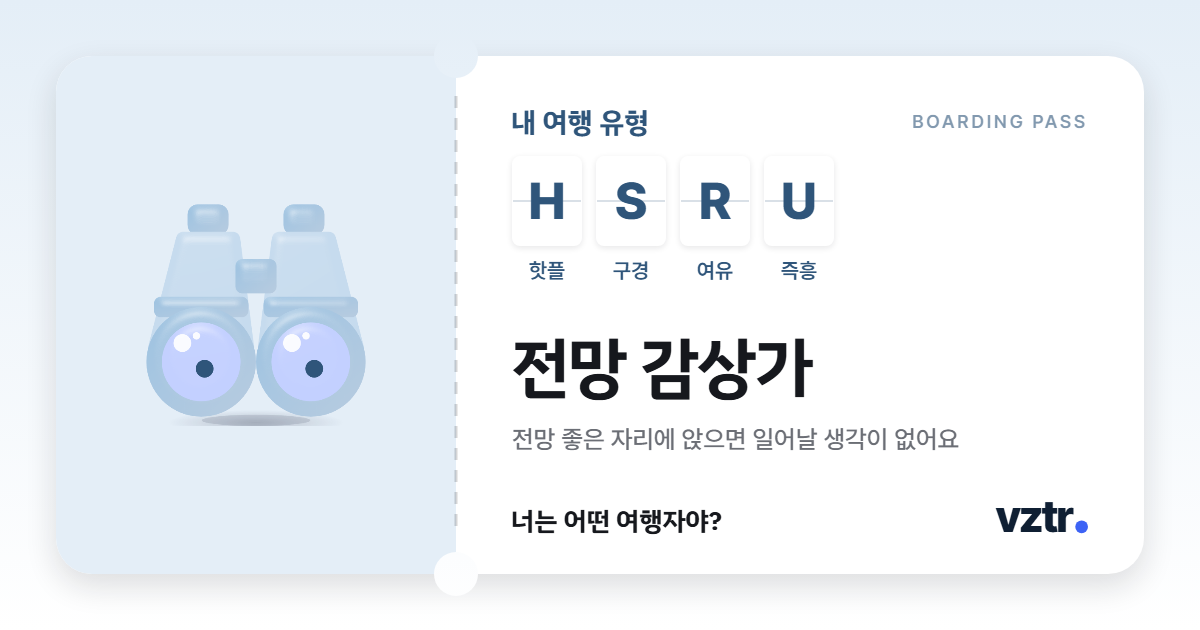 내 여행 유형
BOARDING PASS
H S R U
핫플 구경 여유 즉흥
전망 감상가
전망 좋은 자리에 앉으면 일어날 생각이 없어요
너는 어떤 여행자야?
vztr.